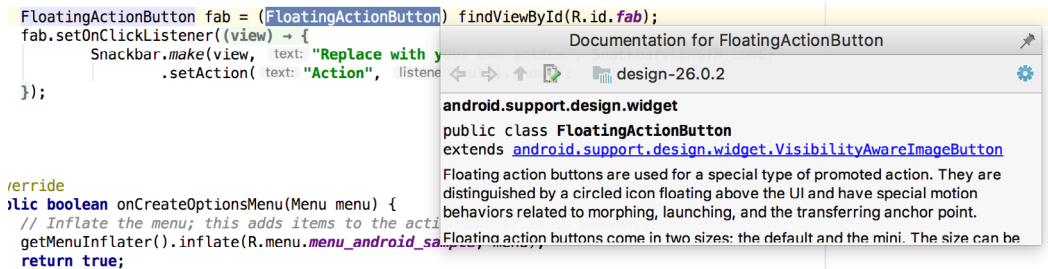 FloatingActionButton fab = (FloatingActionButton) findViewById(R.id.fab);
fab.setOnClickListener((view) → {
Snackbar.make(view, text: "Replace with y
.setAction( text: "Action", listene
});
verride
blic boolean onCreateOptionsMenu(Menu menu) {
// Inflate the menu; this adds items to the acti
getMenuInflater().inflate(R.menu.menu_android_sample, menu);
return true;
Documentation for FloatingActionButton
design-26.0.2
android.support.design.widget
public class FloatingActionButton
extends android.support.design.widget.VisibilityAwareImageButton
Floating action buttons are used for a special type of promoted action. They are
distinguished by a circled icon floating above the UI and have special motion
behaviors related to morphing, launching, and the transferring anchor point.
Floating action buttons come in two sizes: the default and the mini. The size can be